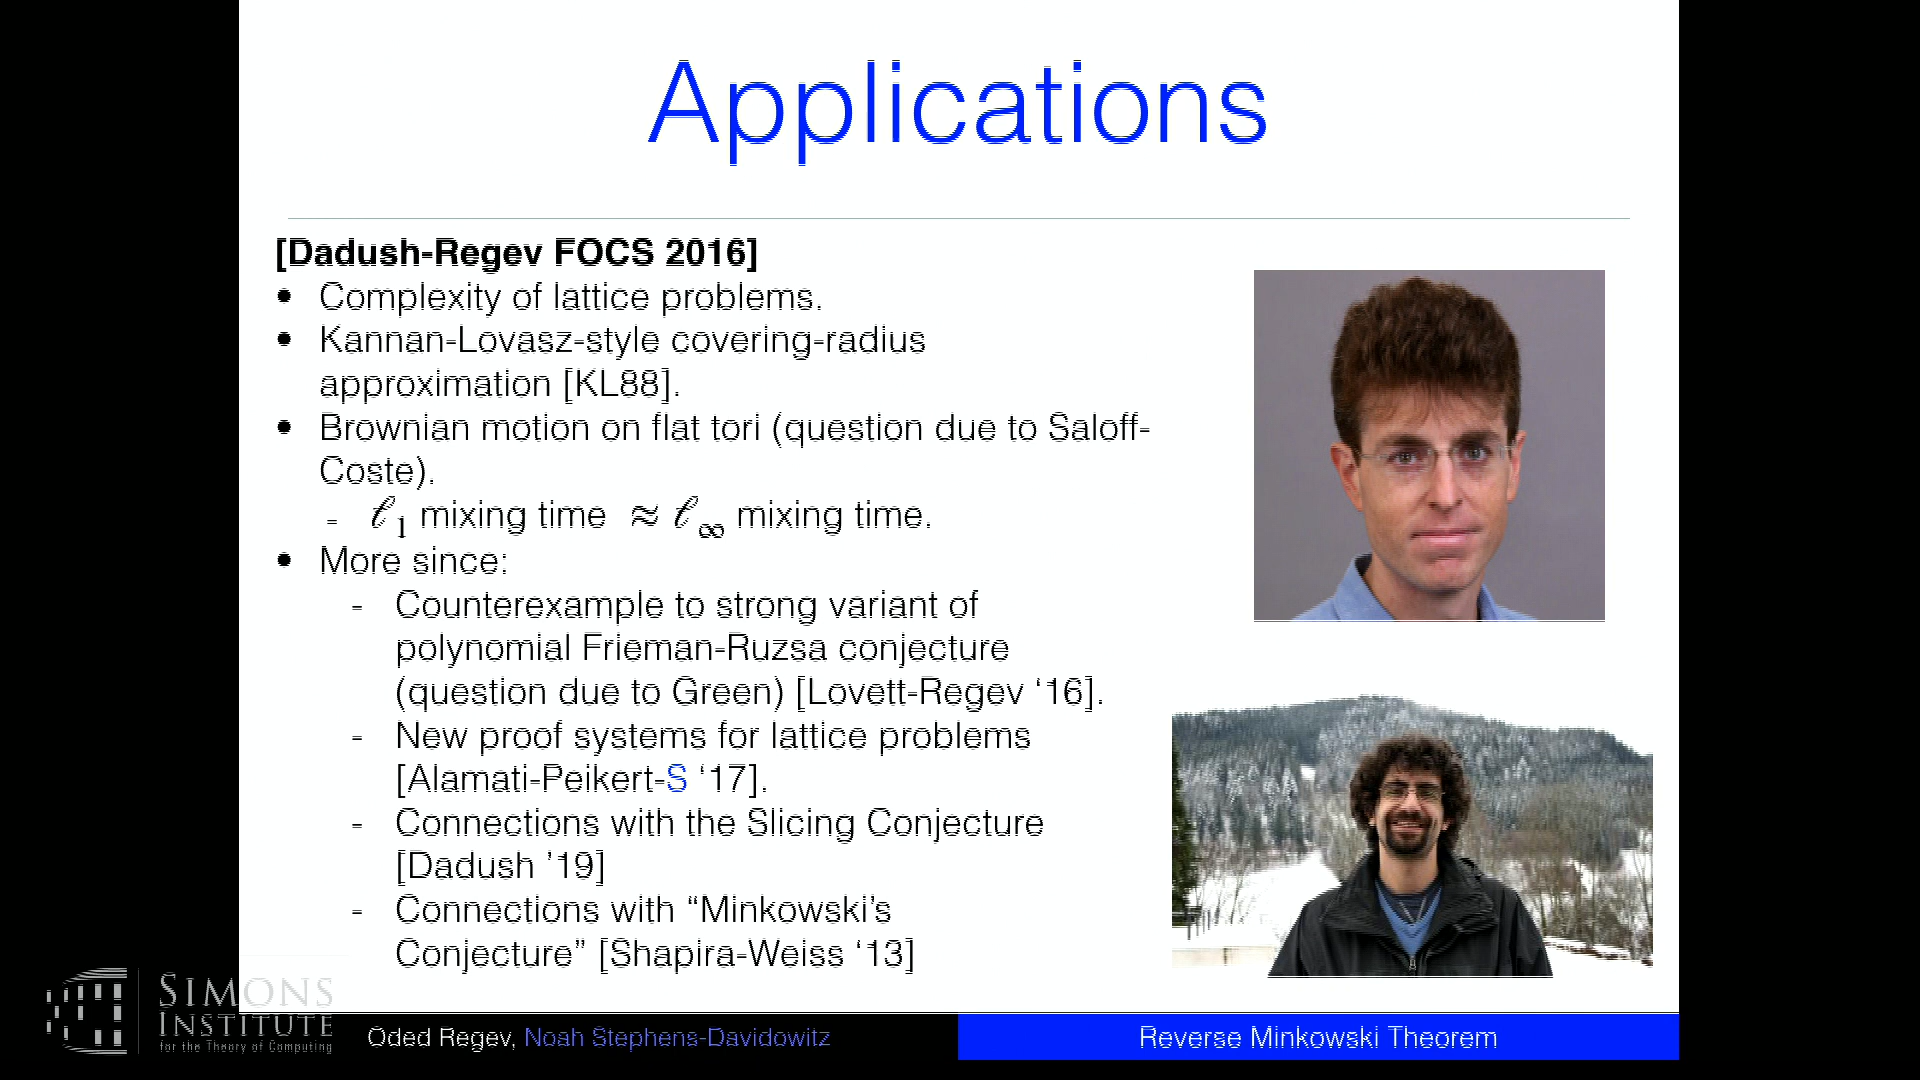 Applications
[Dadush-Regev FOCS 2016]
• Complexity of lattice problems.
• Kannan-Lovasz-style covering-radius
approximation [KL88].
• Brownian motion on flat tori (question due to Saloff-
Coste).
- ℓ₁ mixing time ≈ ℓ∞ mixing time.
• More since:
- Counterexample to strong variant of
polynomial Frieman-Ruzsa conjecture
(question due to Green) [Lovett-Regev ‘16].
- New proof systems for lattice problems
[Alamati-Peikert-S ‘17].
- Connections with the Slicing Conjecture
[Dadush ’19]
- Connections with “Minkowski’s
Conjecture” [Shapira-Weiss ‘13]
SIMONS
INSTITUTE
for the Theory of Computing
Oded Regev, Noah Stephens-Davidowitz
Reverse Minkowski Theorem